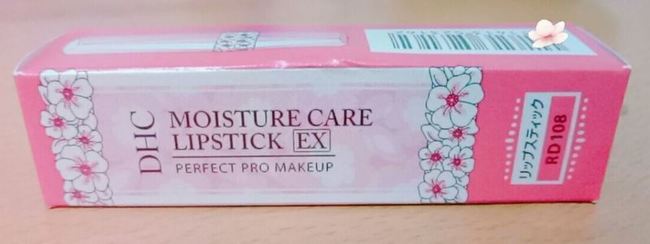 DHC
MOISTURE CARE
LIPSTICK EX
PERFECT PRO MAKEUP
リップスティック
RD108